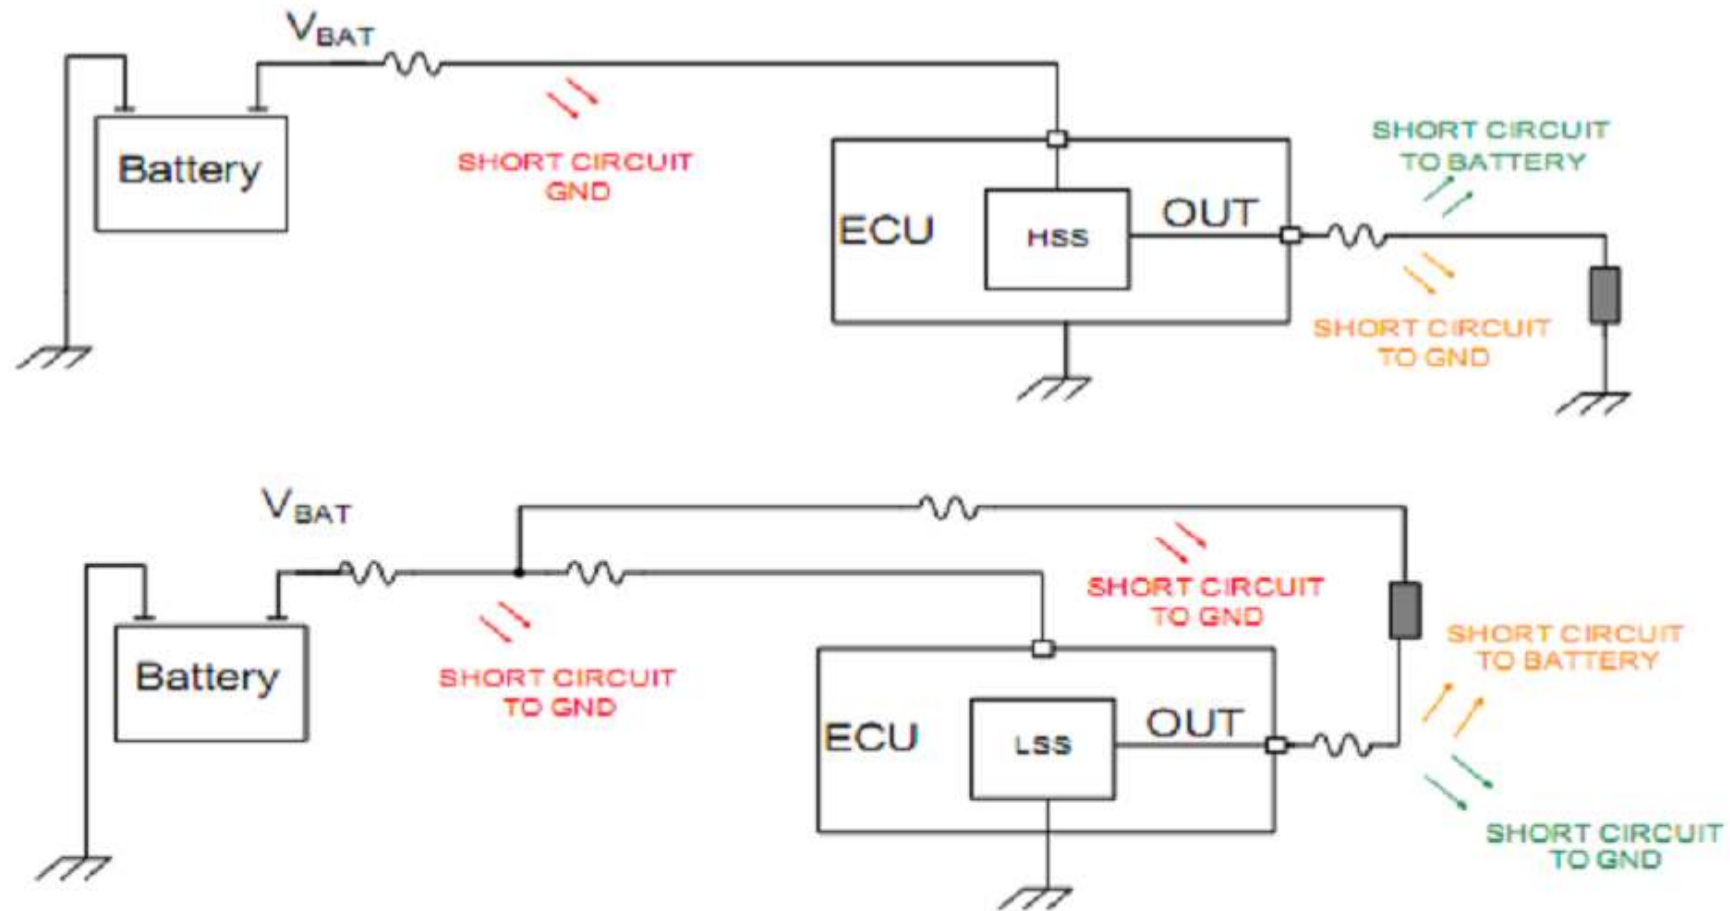 VBAT
Battery
SHORT CIRCUIT
GND
ECU
HSS
OUT
SHORT CIRCUIT
TO BATTERY
SHORT CIRCUIT
TO GND
VBAT
Battery
SHORT CIRCUIT
TO GND
SHORT CIRCUIT
TO GND
ECU
LSS
OUT
SHORT CIRCUIT
TO BATTERY
SHORT CIRCUIT
TO GND